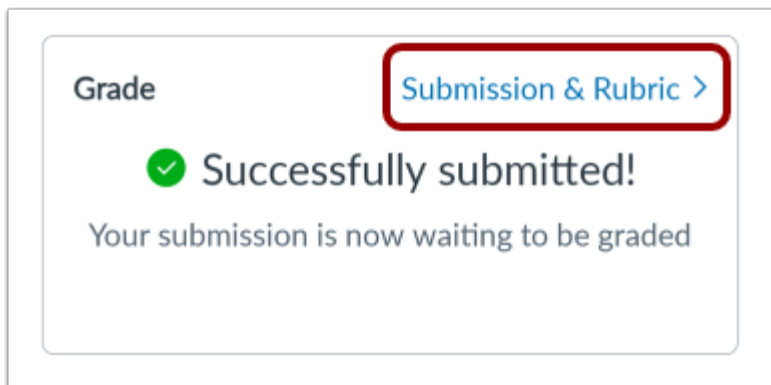 Grade
Submission & Rubric >
Successfully submitted!
Your submission is now waiting to be graded